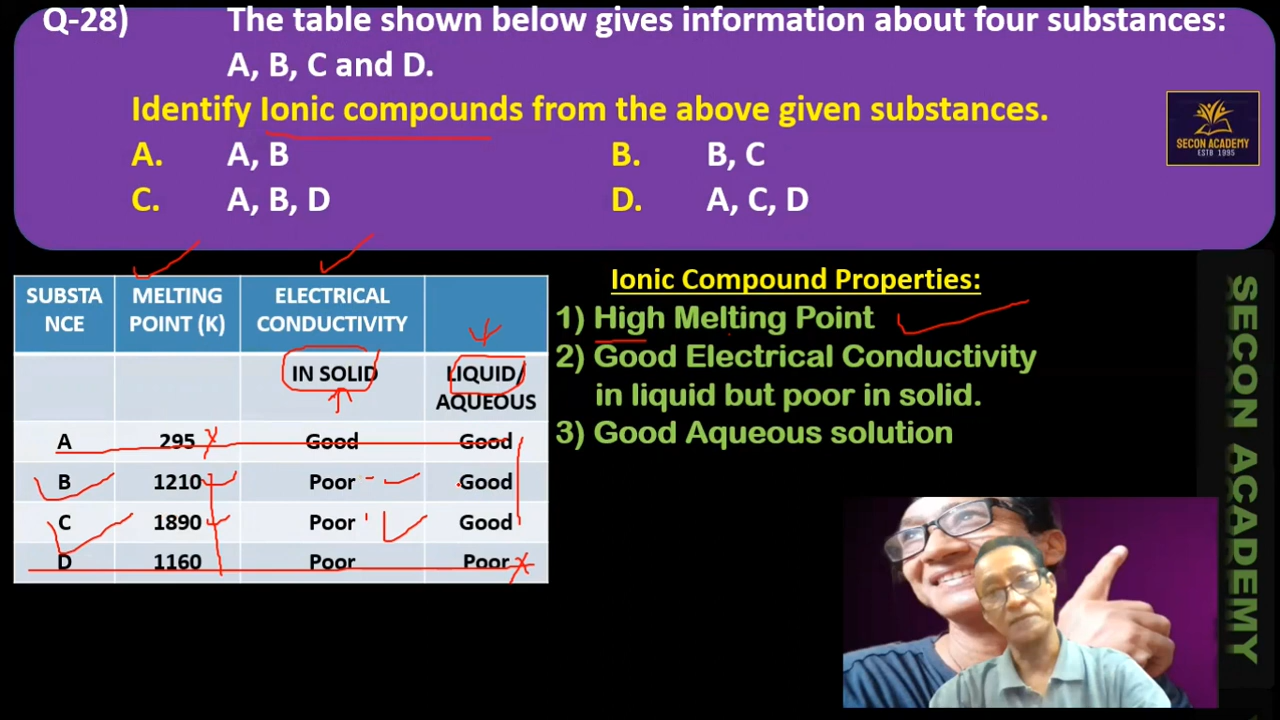 Q-28) The table shown below gives information about four substances:
A, B, C and D.
Identify Ionic compounds from the above given substances.
A. A, B B. B, C
C. A, B, D D. A, C, D
SECON ACADEMY
ESTB 1995
SUBSTA
NCE
MELTING
POINT (K)
ELECTRICAL
CONDUCTIVITY
IN SOLID
LIQUID/
AQUEOUS
A 295 Good Good
B 1210 Poor Good
C 1890 Poor Good
D 1160 Poor Poor
Ionic Compound Properties:
1) High Melting Point
2) Good Electrical Conductivity
in liquid but poor in solid.
3) Good Aqueous solution
SECON ACADEMY